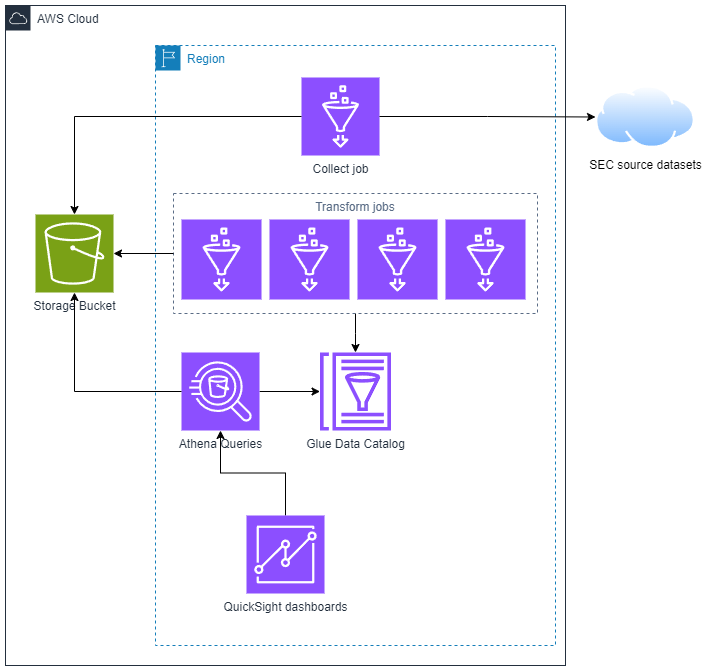 AWS Cloud
Region
Collect job
SEC source datasets
Transform jobs
Storage Bucket
Athena Queries
Glue Data Catalog
QuickSight dashboards